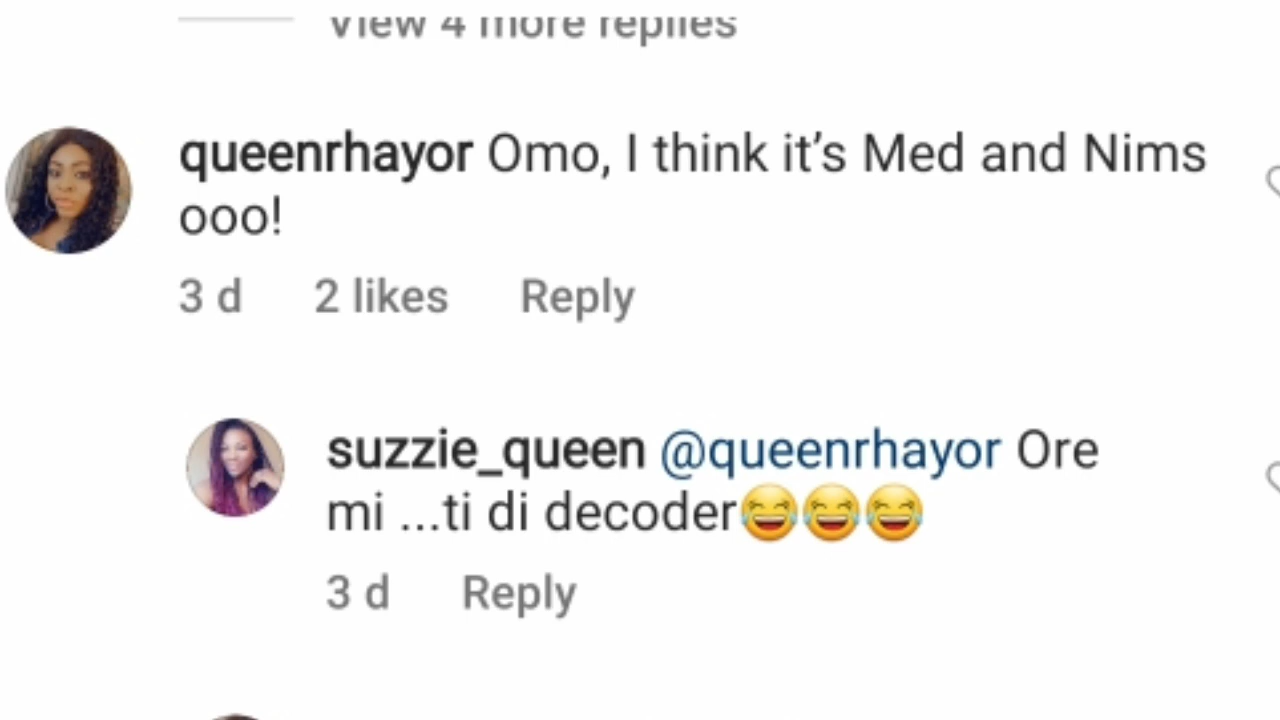 View 4 more replies
queenrhayor Omo, I think it’s Med and Nims
ooo!
3 d 2 likes Reply
suzzie_queen @queenrhayor Ore
mi ...ti di decoder😂😂😂
3 d Reply